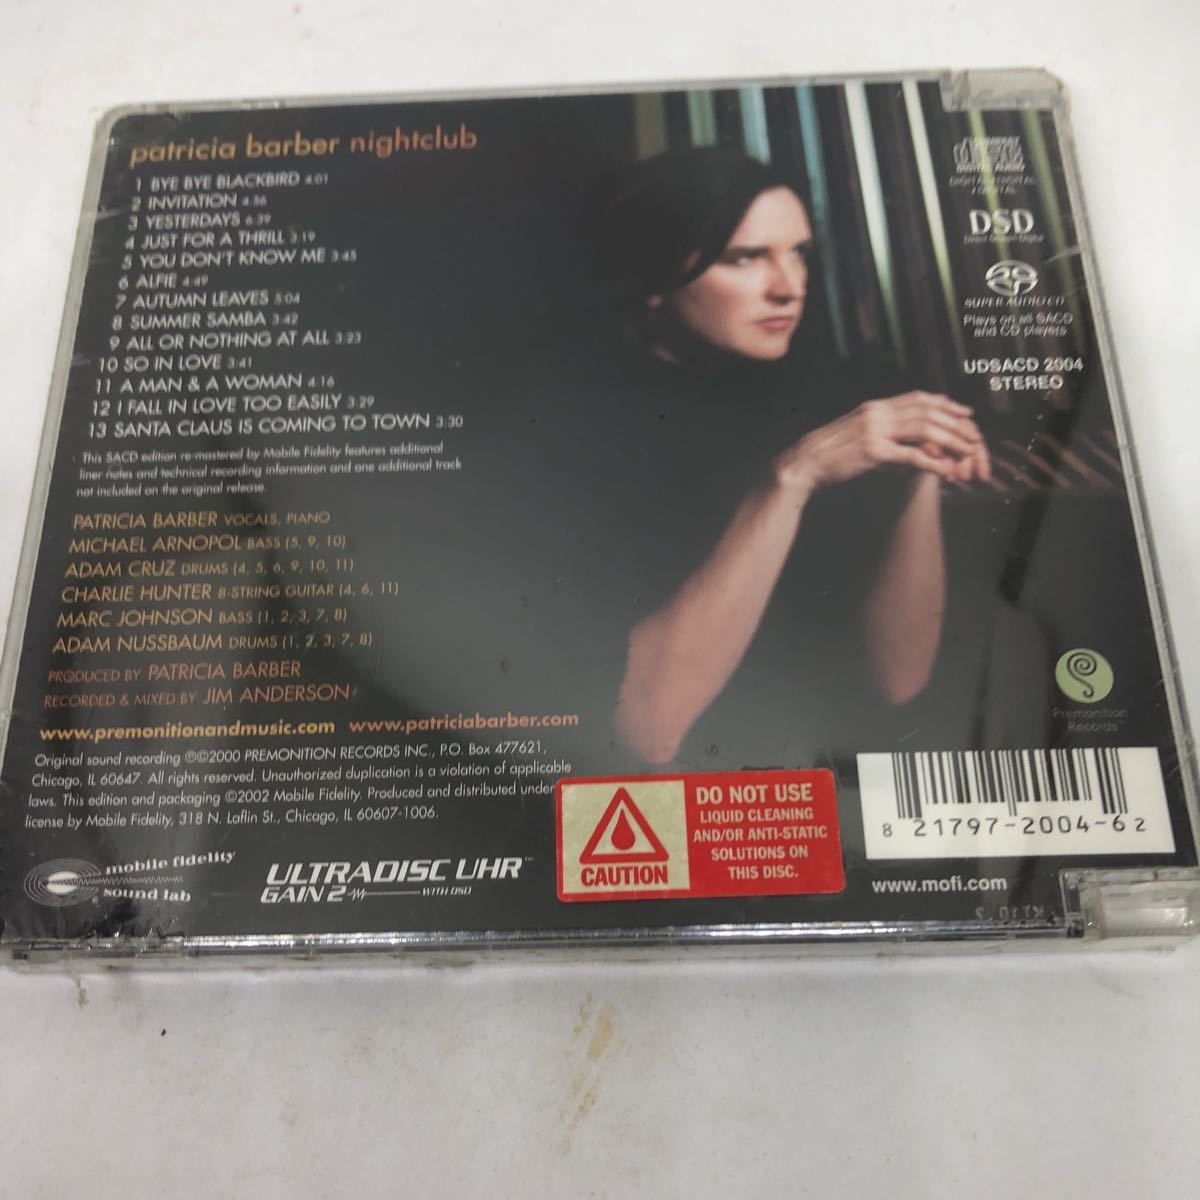 patricia barber nightclub
1 BYE BYE BLACKBIRD 4:01
2 INVITATION 4:56
3 YESTERDAYS 6:39
4 JUST FOR A THRILL 3:19
5 YOU DON'T KNOW ME 3:45
6 ALFIE 4:49
7 AUTUMN LEAVES 5:04
8 SUMMER SAMBA 3:42
9 ALL OR NOTHING AT ALL 3:23
10 SO IN LOVE 3:41
11 A MAN & A WOMAN 4:16
12 I FALL IN LOVE TOO EASILY 3:29
13 SANTA CLAUS IS COMING TO TOWN 3:30
This SACD edition re-mastered by Mobile Fidelity features additional
liner notes and technical recording information and one additional track
not included on the original release.
PATRICIA BARBER VOCALS, PIANO
MICHAEL ARNOPOL BASS (5, 9, 10)
ADAM CRUZ DRUMS (4, 5, 6, 9, 10, 11)
CHARLIE HUNTER 8-STRING GUITAR (4, 6, 11)
MARC JOHNSON BASS (1, 2, 3, 7, 8)
ADAM NUSSBAUM DRUMS (1, 2, 3, 7, 8)
PRODUCED BY PATRICIA BARBER
RECORDED & MIXED BY JIM ANDERSON
www.premonitionandmusic.com www.patriciabarber.com
Original sound recording ℗©2000 PREMONITION RECORDS INC., P.O. Box 477621,
Chicago, IL 60647. All rights reserved. Unauthorized duplication is a violation of applicable
laws. This edition and packaging ©2002 Mobile Fidelity. Produced and distributed under
license by Mobile Fidelity, 318 N. Laflin St., Chicago, IL 60607-1006.
mobile fidelity
sound lab
ULTRADISC UHR™
GAIN 2 WITH DSD
CAUTION
DO NOT USE
LIQUID CLEANING
AND/OR ANTI-STATIC
SOLUTIONS ON
THIS DISC.
COMPACT
disc
DIGITAL AUDIO
DSD
Direct Stream Digital
SUPER AUDIO CD
Plays on all SACD
and CD players
UDSACD 2004
STEREO
Premonition
Records
8 21797-2004-6 2
www.mofi.com